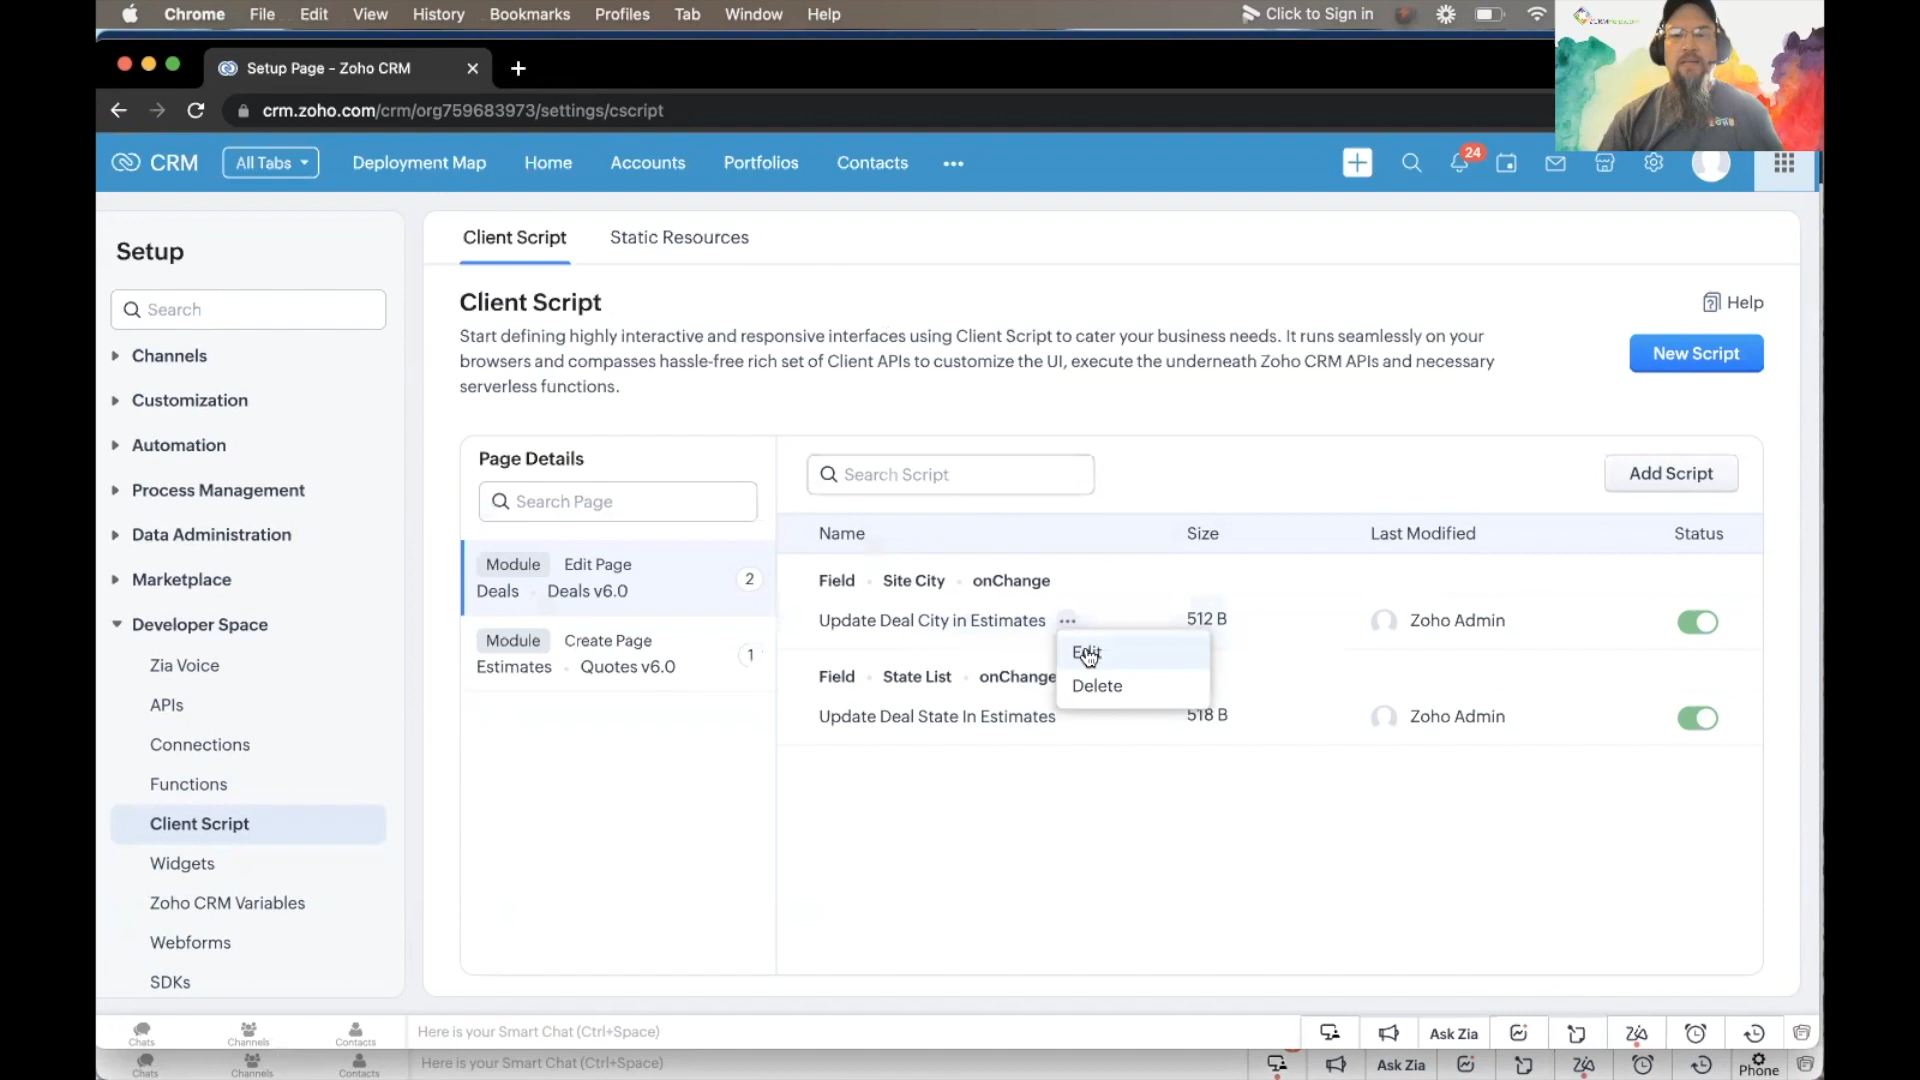 Chrome File Edit View History Bookmarks Profiles Tab Window Help
Click to Sign in
Setup Page - Zoho CRM
crm.zoho.com/crm/org759683973/settings/cscript
CRM All Tabs Deployment Map Home Accounts Portfolios Contacts
24
Setup
Search
Channels
Customization
Automation
Process Management
Data Administration
Marketplace
Developer Space
Zia Voice
APIs
Connections
Functions
Client Script
Widgets
Zoho CRM Variables
Webforms
SDKs
Client Script Static Resources
Client Script
Help
Start defining highly interactive and responsive interfaces using Client Script to cater your business needs. It runs seamlessly on your
browsers and compasses hassle-free rich set of Client APIs to customize the UI, execute the underneath Zoho CRM APIs and necessary
serverless functions.
New Script
Page Details
Search Page
Module Edit Page
Deals Deals v6.0
2
Module Create Page
Estimates Quotes v6.0
1
Search Script
Add Script
Name Size Last Modified Status
Field Site City onChange
Update Deal City in Estimates 512 B Zoho Admin
Edit
Delete
Field State List onChange
Update Deal State In Estimates 518 B Zoho Admin
Chats Channels Contacts Here is your Smart Chat (Ctrl+Space) Ask Zia
Chats Channels Contacts Here is your Smart Chat (Ctrl+Space) Ask Zia Phone